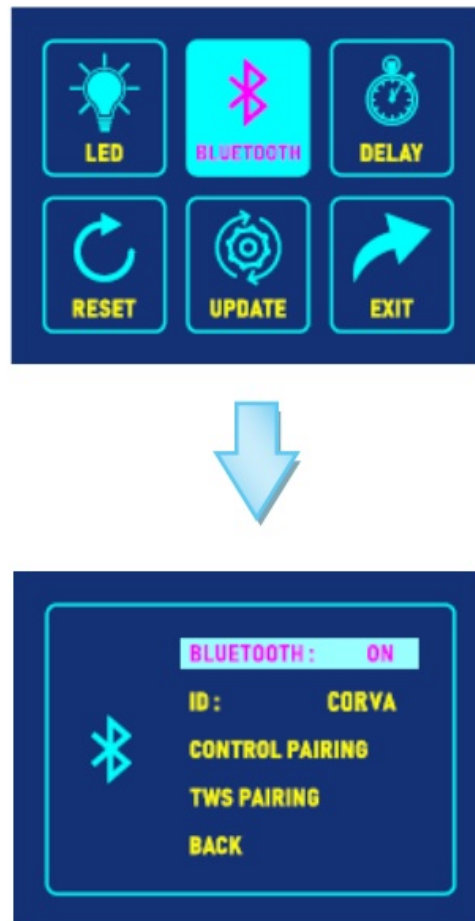 LED
BLUETOOTH
DELAY
RESET
UPDATE
EXIT
BLUETOOTH: ON
ID: CORVA
CONTROL PAIRING
TWS PAIRING
BACK